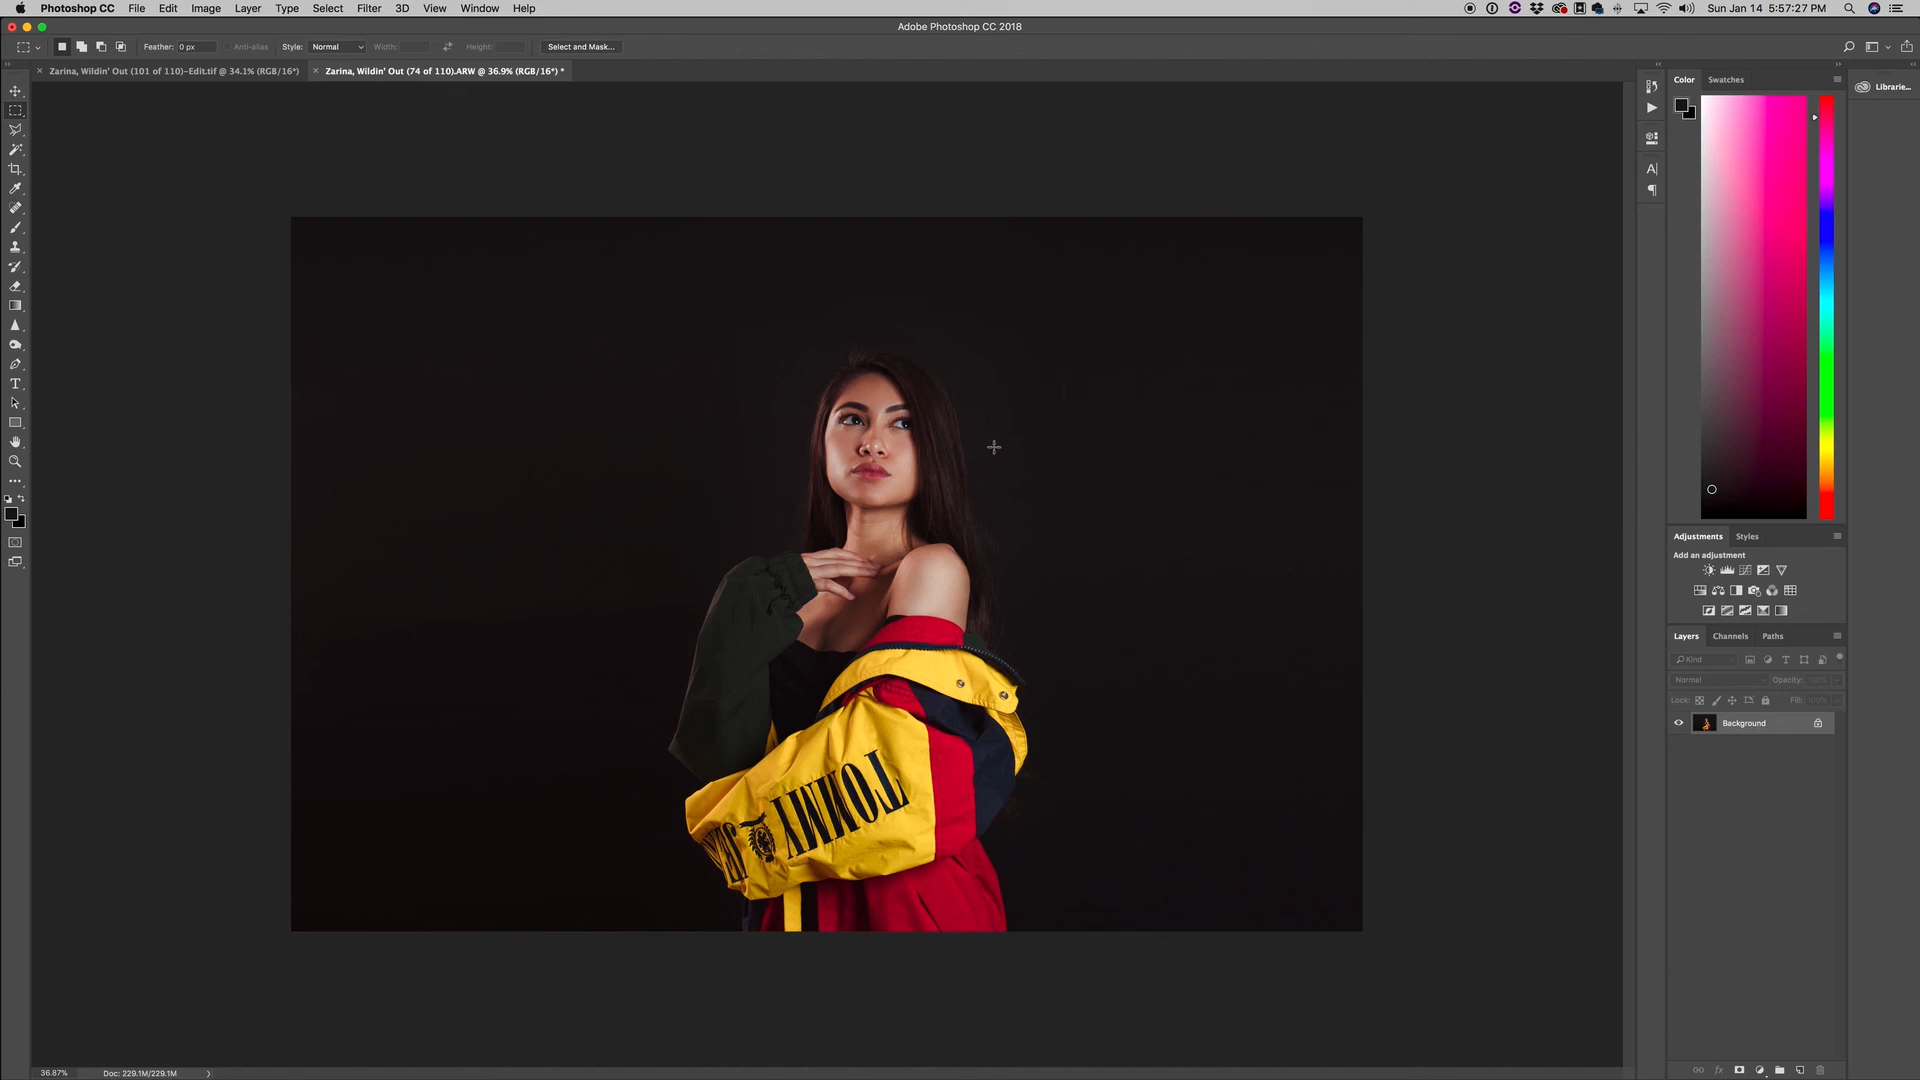 Photoshop CC File Edit Image Layer Type Select Filter 3D View Window Help Sun Jan 14 5:57:27 PM
Adobe Photoshop CC 2018
Feather: 0 px Anti-alias Style: Normal Width: Height: Select and Mask...
Zarina, Wildin' Out (101 of 110)-Edit.tif @ 34.1% (RGB/16*) Zarina, Wildin' Out (74 of 110).ARW @ 36.9% (RGB/16*) *
Color Swatches
Librarie...
Adjustments Styles
Add an adjustment
Layers Channels Paths
Kind
Normal Opacity: 100%
Lock: Fill: 100%
Background
TOMMY
36.87% Doc: 229.1M/229.1M